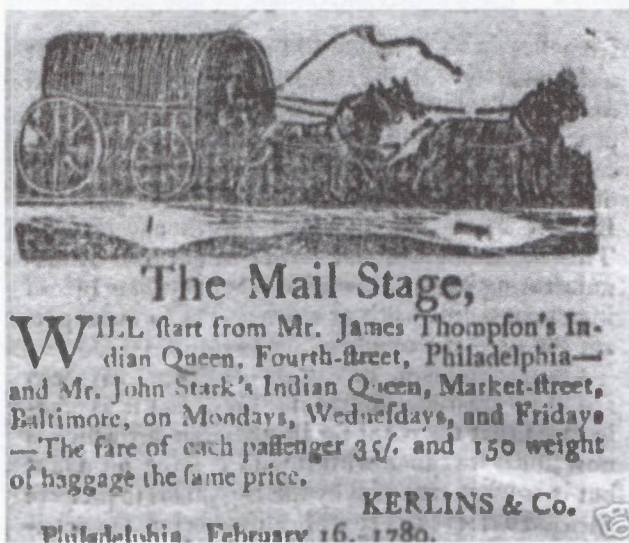 The Mail Stage,
WILL ſtart from Mr. James Thompſon's In-
dian Queen, Fourth-ſtreet, Philadelphia—
and Mr. John Stark's Indian Queen, Market-ſtreet,
Baltimore, on Mondays, Wedneſdays, and Fridays
—The fare of each paſſenger 35/. and 150 weight
of baggage the ſame price.
KERLINS & Co.
Philadelphia, February 16, 1789.